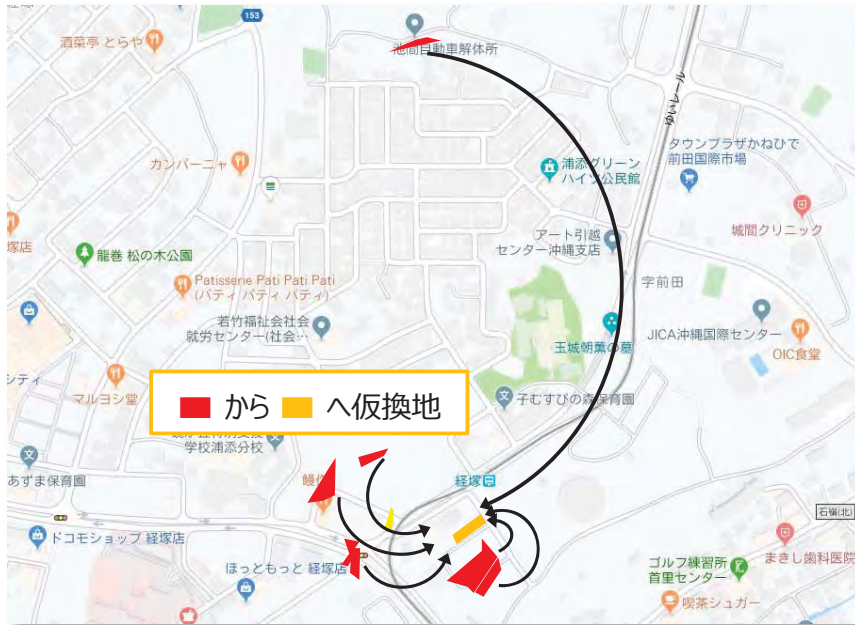 153
酒菜亭 とらや
池間自動車解体所
ゆいレール
タウンプラザかねひで
前田国際市場
カンパーニャ
浦添グリーン
ハイツ公民館
城間クリニック
塚店
龍巻 松の木公園
アート引越
センター沖縄支店
Patisserie Pati Pati Pati
(パティ パティ パティ)
字前田
若竹福祉会社会
就労センター(社会…
玉城朝薫の墓
JICA沖縄国際センター
OIC食堂
シティ
マルヨシ堂
から へ仮換地
子むすびの森保育園
学校浦添分校
あずま保育園
経塚
石嶺(北)
ドコモショップ 経塚店
ほっともっと 経塚店
ゴルフ練習所
首里センター
まきし歯科医院
喫茶シュガー